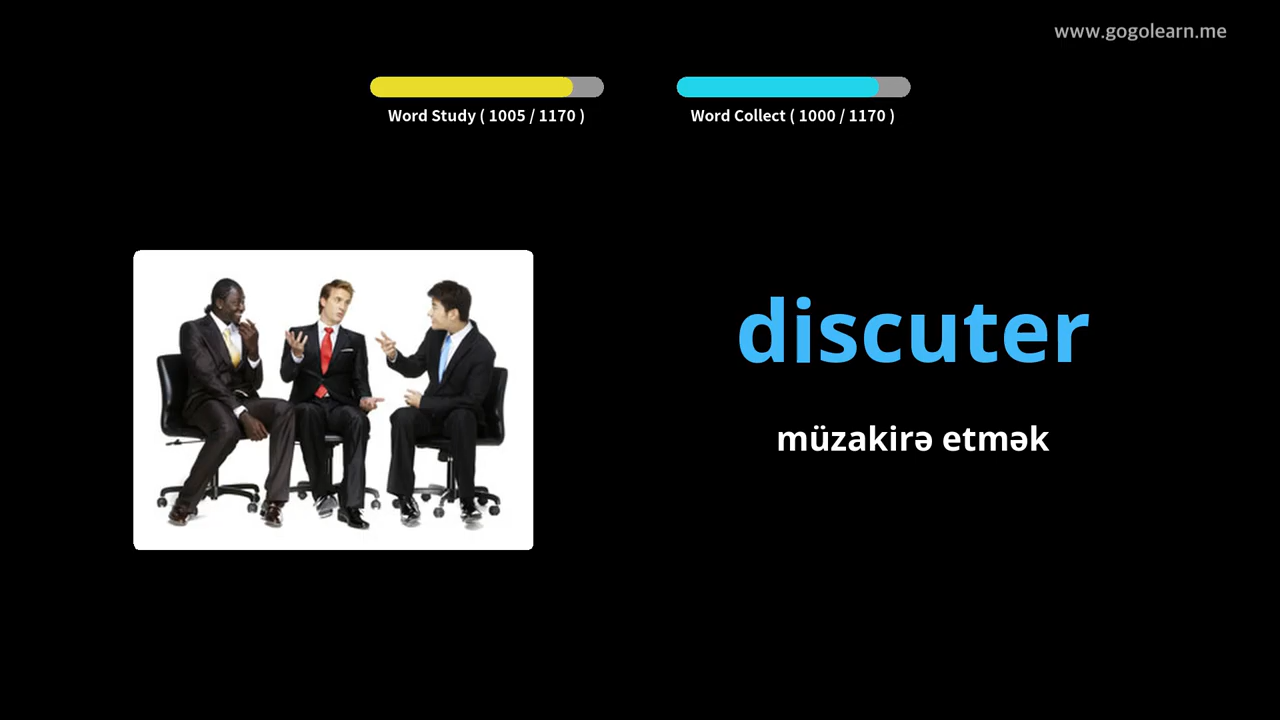 www.gogolearn.me
Word Study ( 1005 / 1170 )
Word Collect ( 1000 / 1170 )
discuter
müzakirə etmək